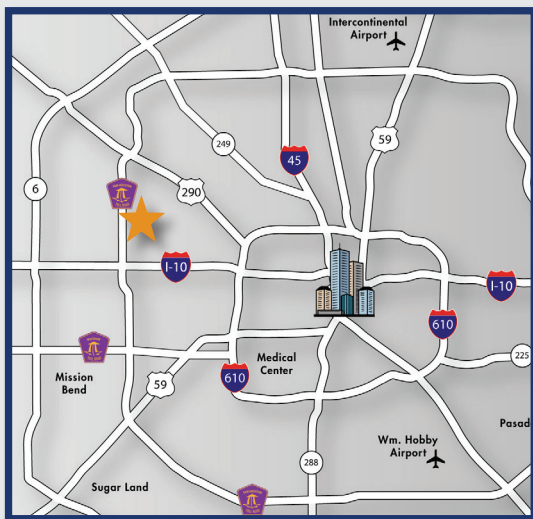 Intercontinental
Airport
59
249
45
6
290
I-10
I-10
610
225
Medical
Center
Mission
Bend
59
610
Pasad
Wm. Hobby
Airport
288
Sugar Land